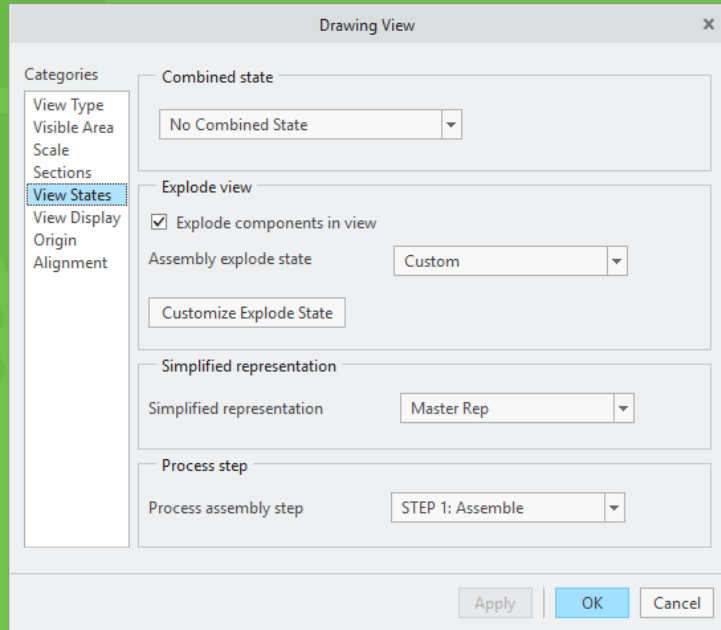 Drawing View
x
Categories
View Type
Visible Area
Scale
Sections
View States
View Display
Origin
Alignment
Combined state
No Combined State
Explode view
Explode components in view
Assembly explode state Custom
Customize Explode State
Simplified representation
Simplified representation Master Rep
Process step
Process assembly step STEP 1: Assemble
Apply OK Cancel